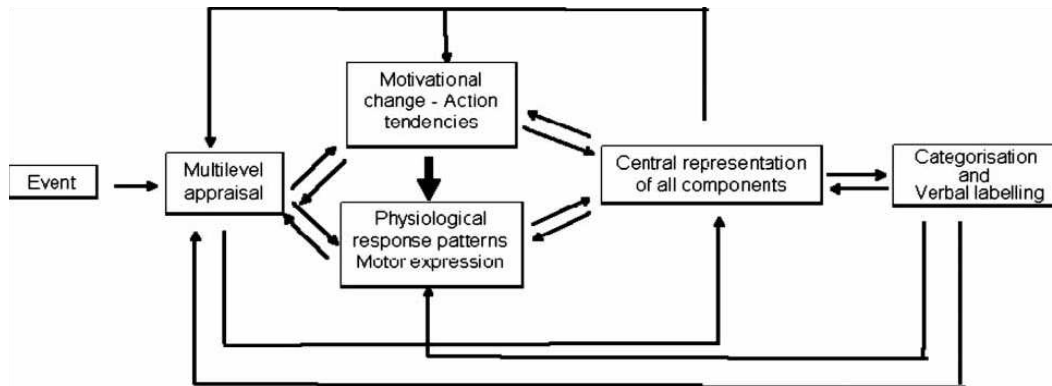 Event
Multilevel
appraisal
Motivational
change - Action
tendencies
Physiological
response patterns
Motor expression
Central representation
of all components
Categorisation
and
Verbal labelling